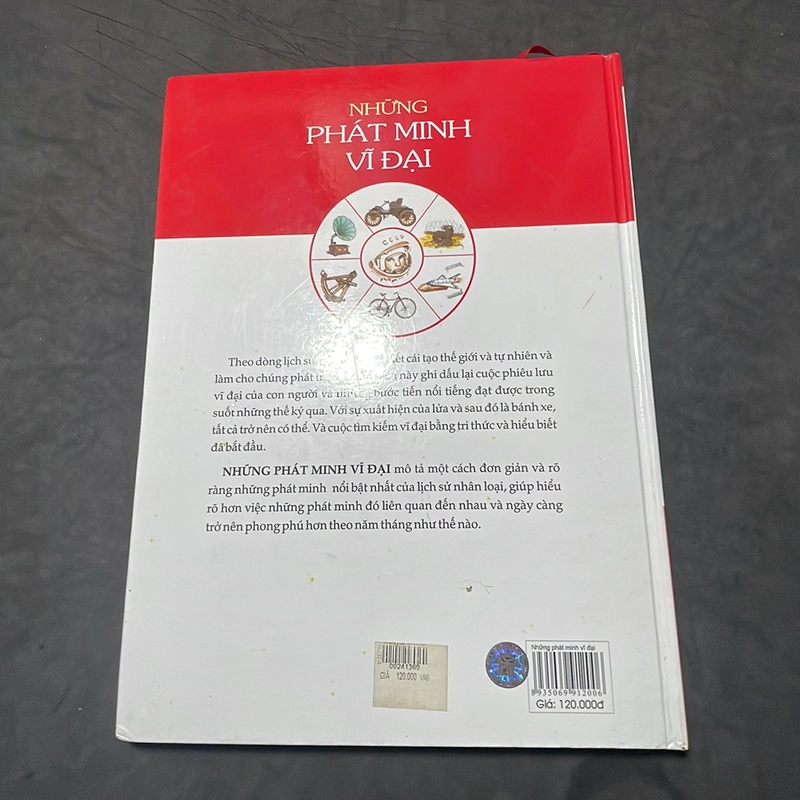 NHỮNG
PHÁT MINH
VĨ ĐẠI
CCCP
Theo dòng lịch sử, cái tạo thế giới và tự nhiên và
làm cho chúng phát này ghi dấu lại cuộc phiêu lưu
vĩ đại của con người và những bước tiến nổi tiếng đạt được trong
suốt những thế kỷ qua. Với sự xuất hiện của lửa và sau đó là bánh xe,
tất cả trở nên có thể. Và cuộc tìm kiếm vĩ đại bằng tri thức và hiểu biết
đã bắt đầu.
NHỮNG PHÁT MINH VĨ ĐẠI mô tả một cách đơn giản và rõ
ràng những phát minh nổi bật nhất của lịch sử nhân loại, giúp hiểu
rõ hơn việc những phát minh đó liên quan đến nhau và ngày càng
trở nên phong phú hơn theo năm tháng như thế nào.
00241369
GIÁ 120.000 VNĐ
Những phát minh vĩ đại
8 935069 912006
Giá: 120.000đ